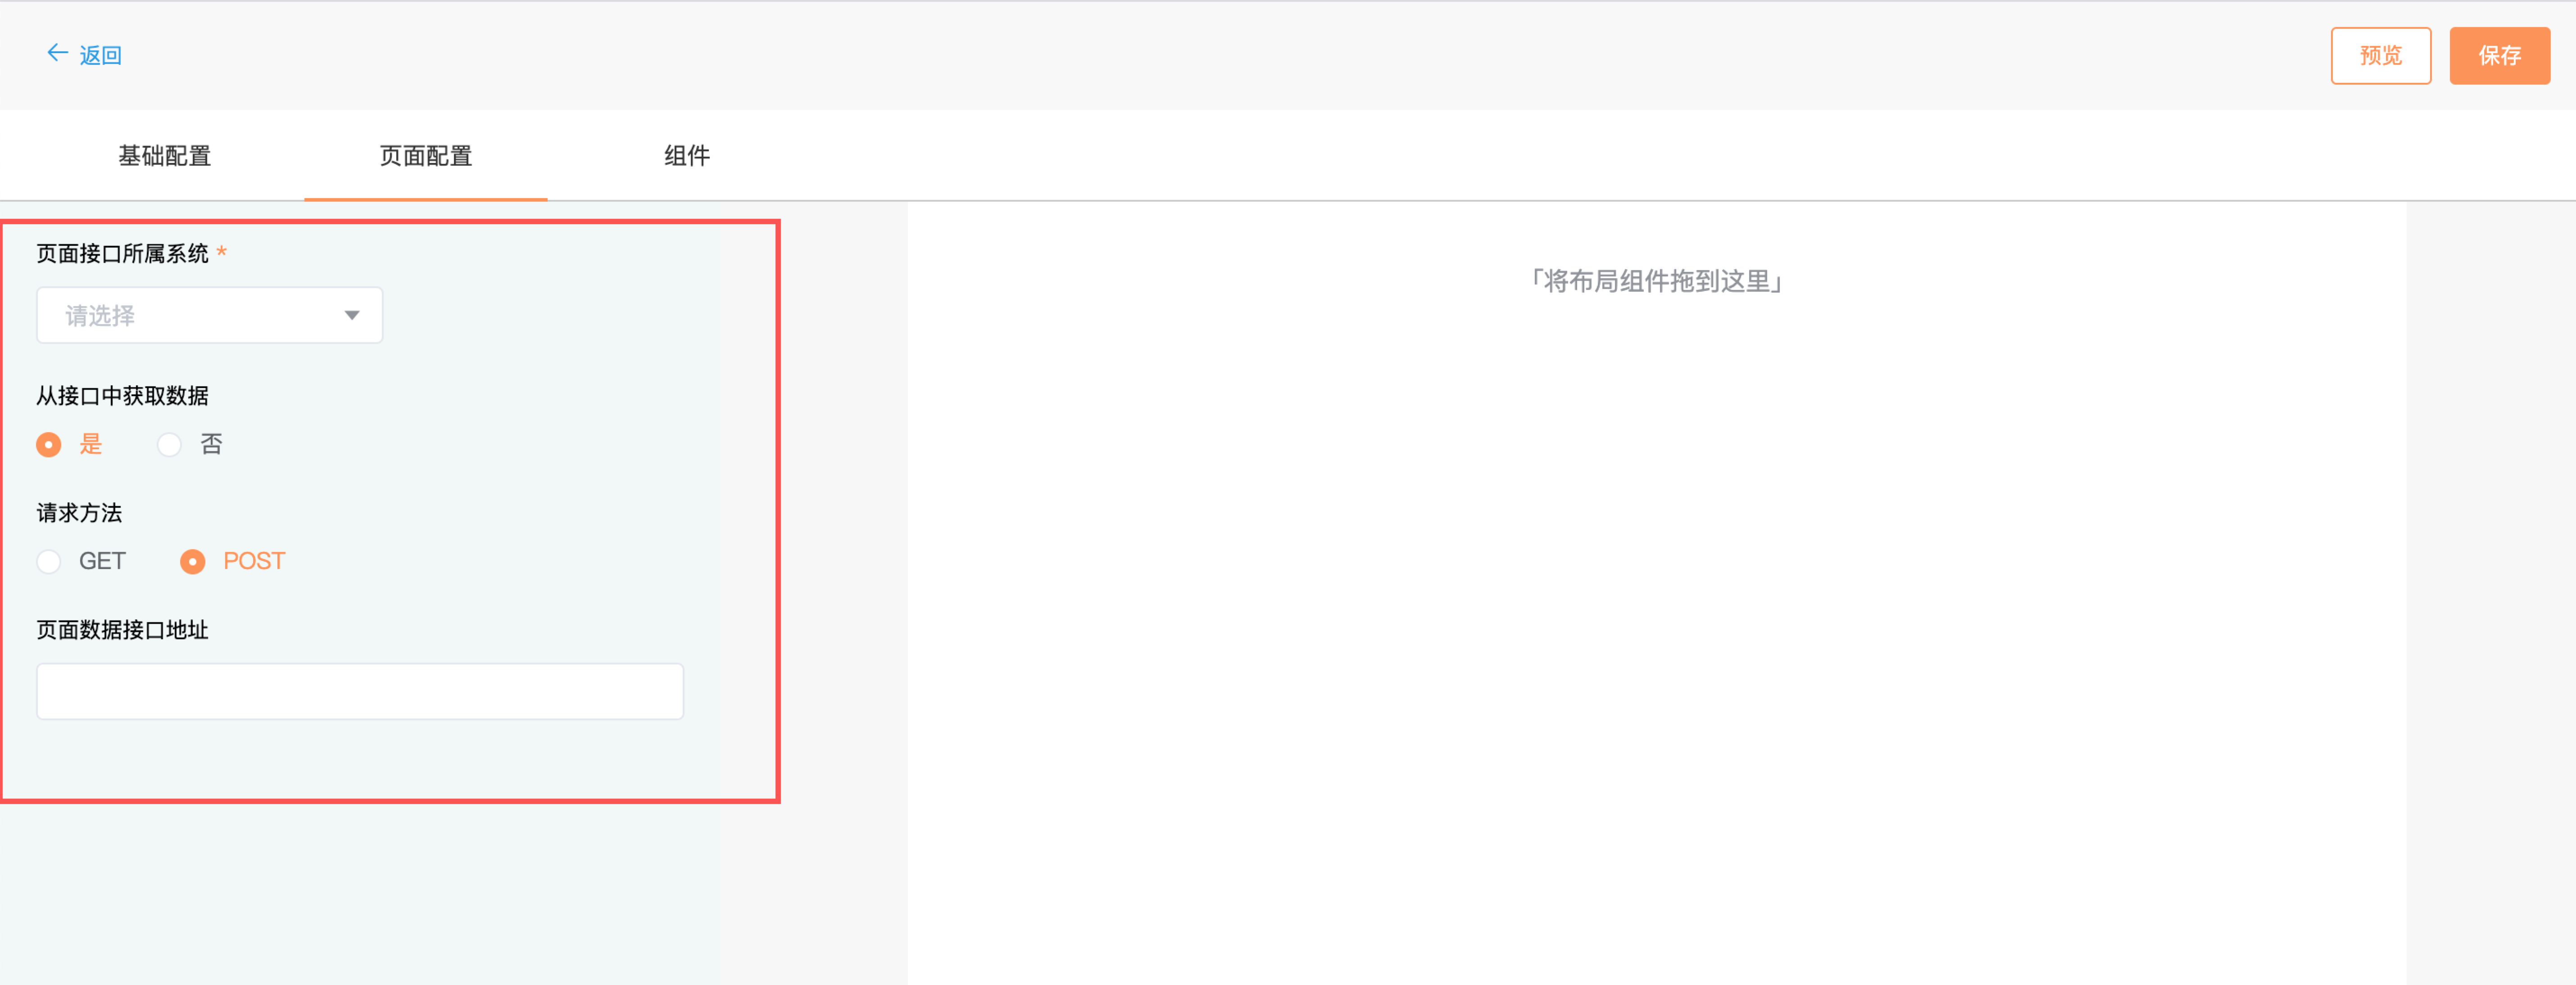 返回
预览
保存
基础配置
页面配置
组件
页面接口所属系统 *
请选择
从接口中获取数据
是
否
请求方法
GET
POST
页面数据接口地址
「将布局组件拖到这里」